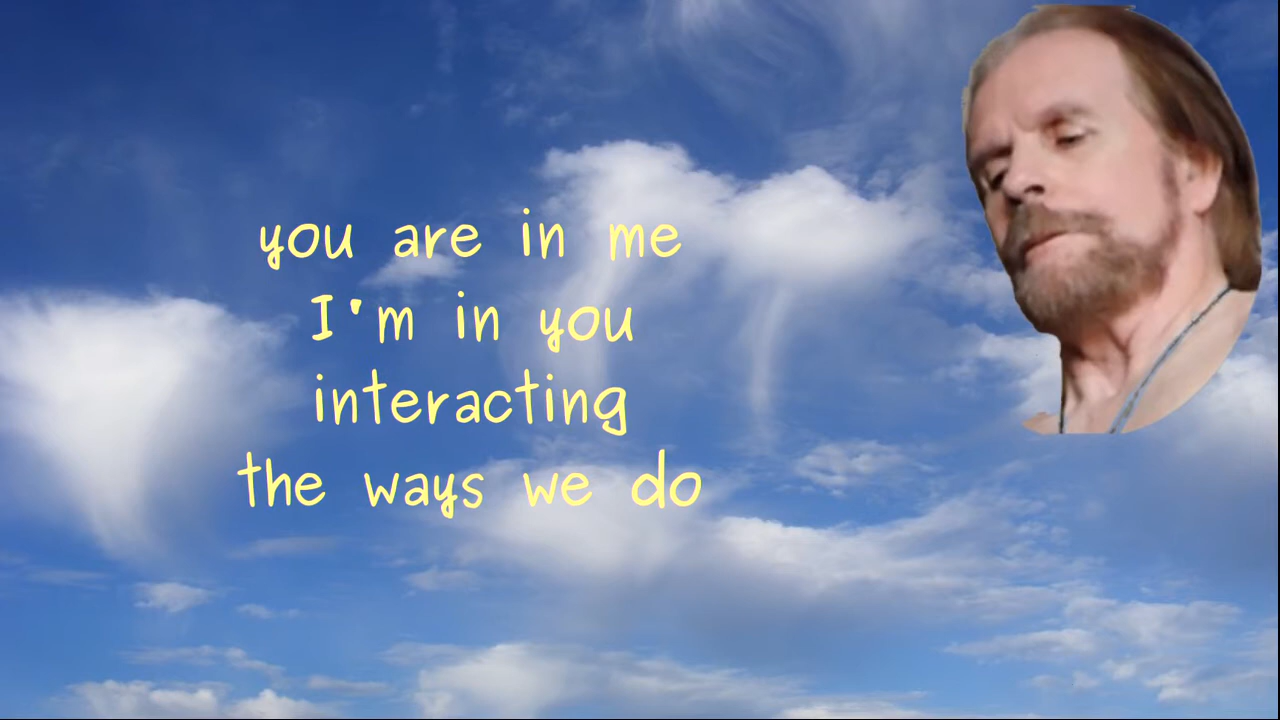 you are in me
I'm in you
interacting
the ways we do